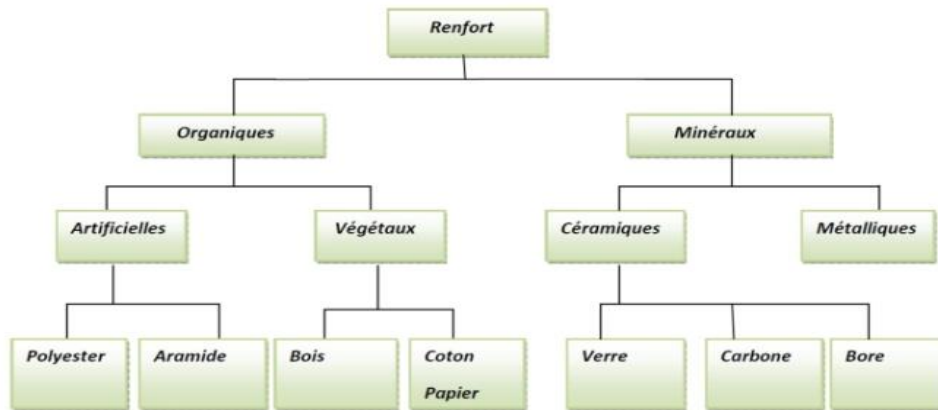 Renfort
Organiques
Minéraux
Artificielles
Végétaux
Céramiques
Métalliques
Polyester
Aramide
Bois
Coton
Papier
Verre
Carbone
Bore